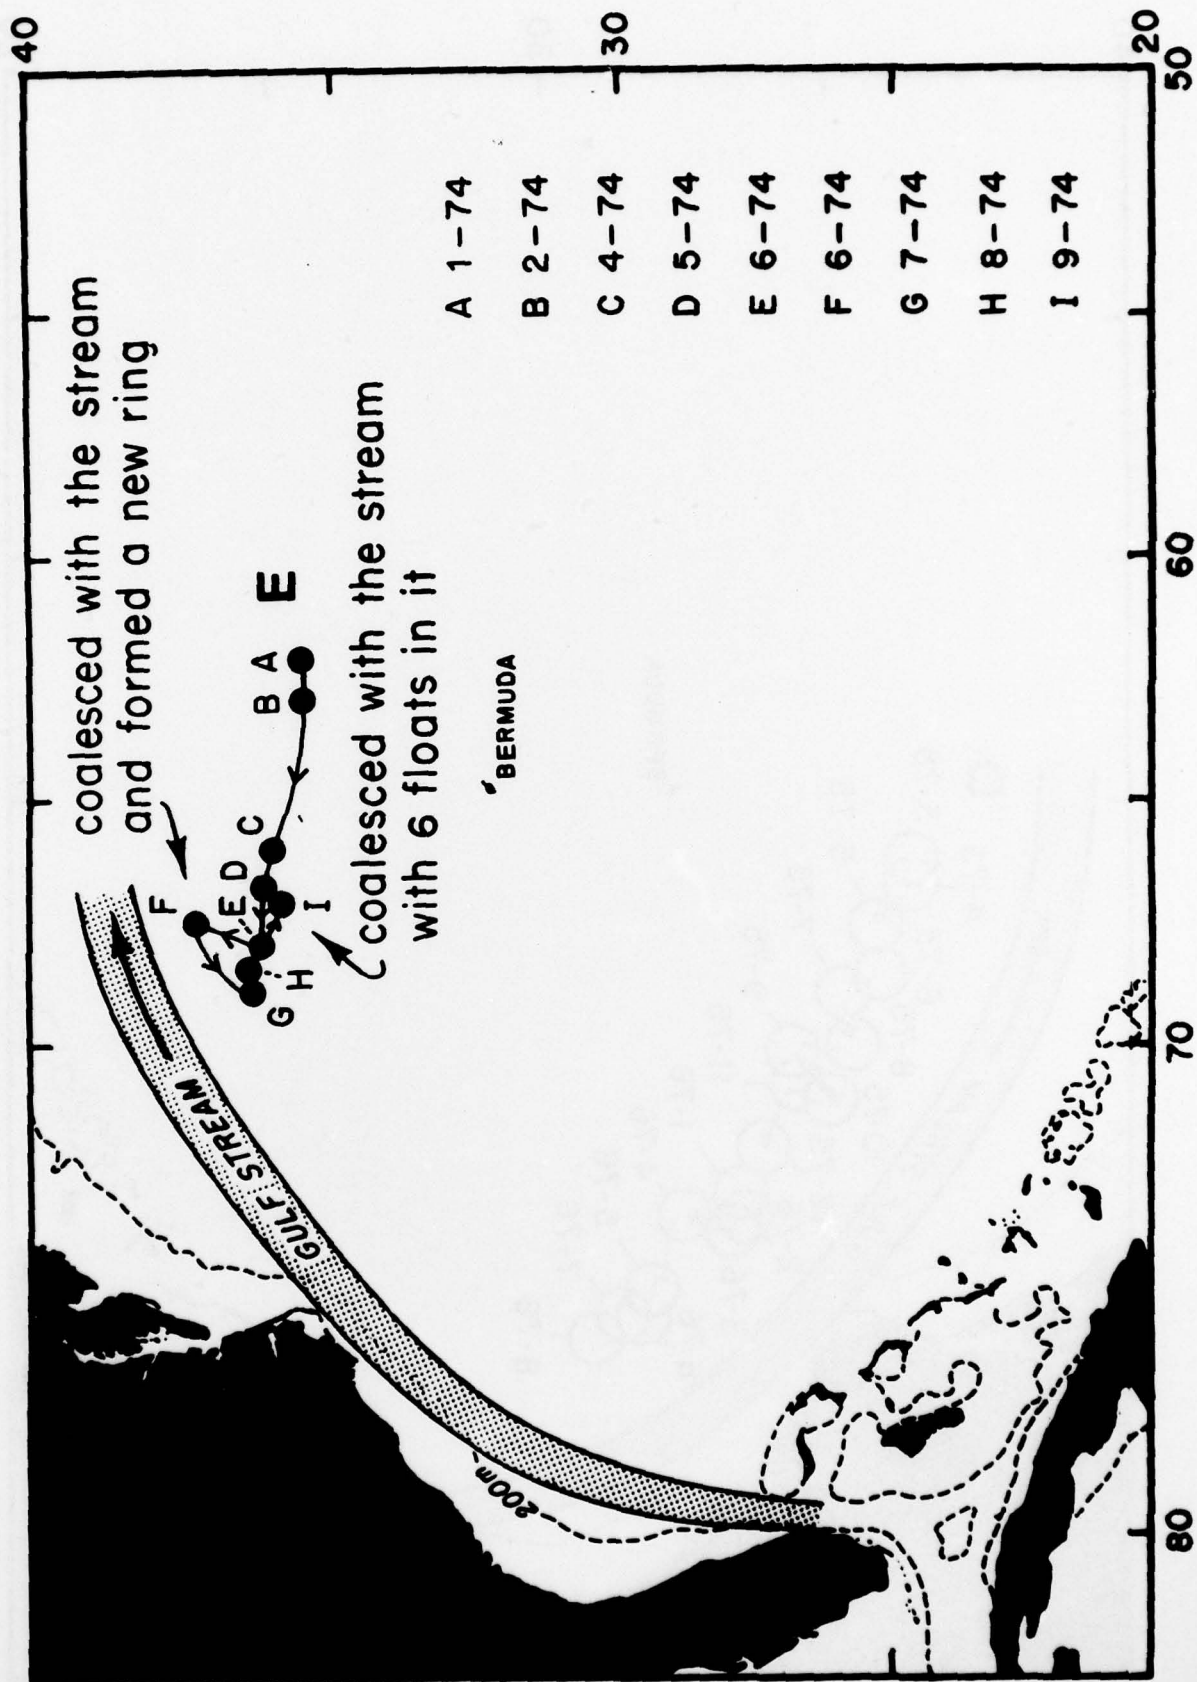 40
30
20
50
60
70
80
coalesced with the stream
and formed a new ring
F
E
D
C
B
A
E
G
H
I
coalesced with the stream
with 6 floats in it
BERMUDA
GULF STREAM
200m
A 1-74
B 2-74
C 4-74
D 5-74
E 6-74
F 6-74
G 7-74
H 8-74
I 9-74